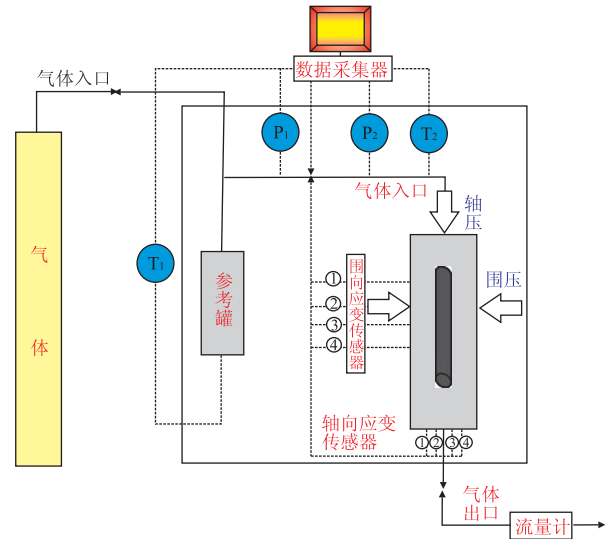 数据采集器
气体入口
P1
P2
T2
气体入口
轴压
气体
T1
参考罐
①
②
③
④
围向应变传感器
围压
轴向应变
传感器
①②③④
气体
出口
流量计